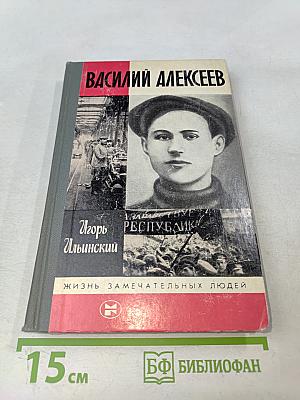 ВАСИЛИЙ АЛЕКСЕЕВ
РЕСПУБЛИК
Игорь
Ильинский
ЖИЗНЬ ЗАМЕЧАТЕЛЬНЫХ ЛЮДЕЙ
15 см
БФ БИБЛИОФАН